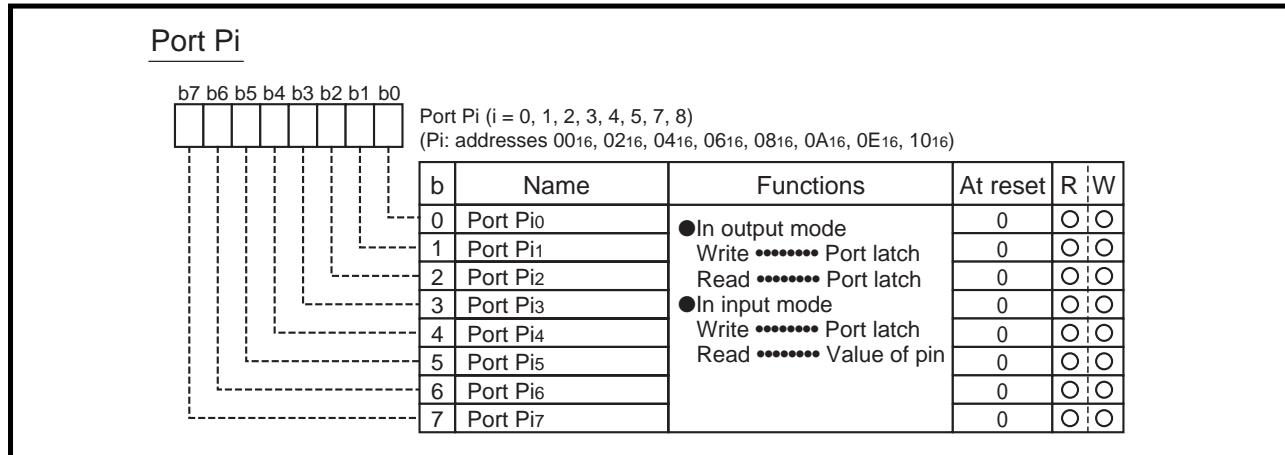 Port Pi
b7 b6 b5 b4 b3 b2 b1 b0
Port Pi (i = 0, 1, 2, 3, 4, 5, 7, 8)
(Pi: addresses 0016, 0216, 0416, 0616, 0816, 0A16, 0E16, 1016)
b Name Functions At reset R W
0 Port Pi0 0 O O
1 Port Pi1 0 O O
2 Port Pi2 0 O O
3 Port Pi3 0 O O
4 Port Pi4 0 O O
5 Port Pi5 0 O O
6 Port Pi6 0 O O
7 Port Pi7 0 O O
●In output mode
Write •••••••• Port latch
Read •••••••• Port latch
●In input mode
Write •••••••• Port latch
Read •••••••• Value of pin